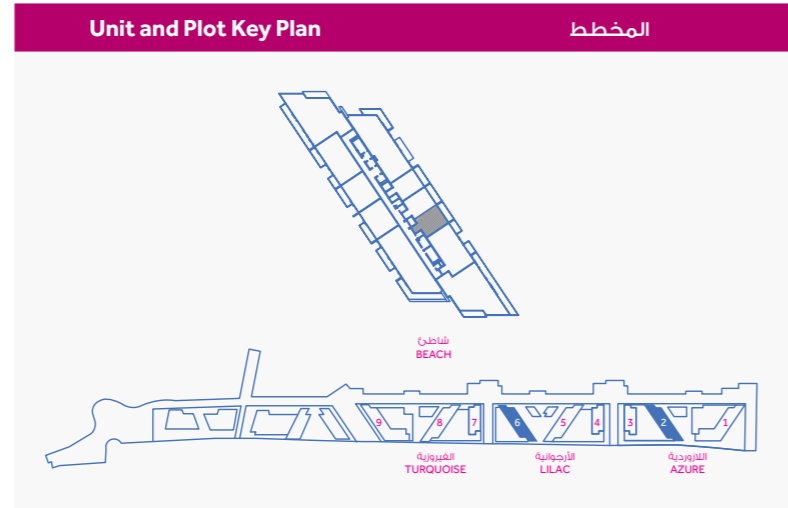 Unit and Plot Key Plan
المخطط
شاطئ
BEACH
9 8 7 6 5 4 3 2 1
الفيروزية
TURQUOISE
الأرجوانية
LILAC
اللازوردية
AZURE